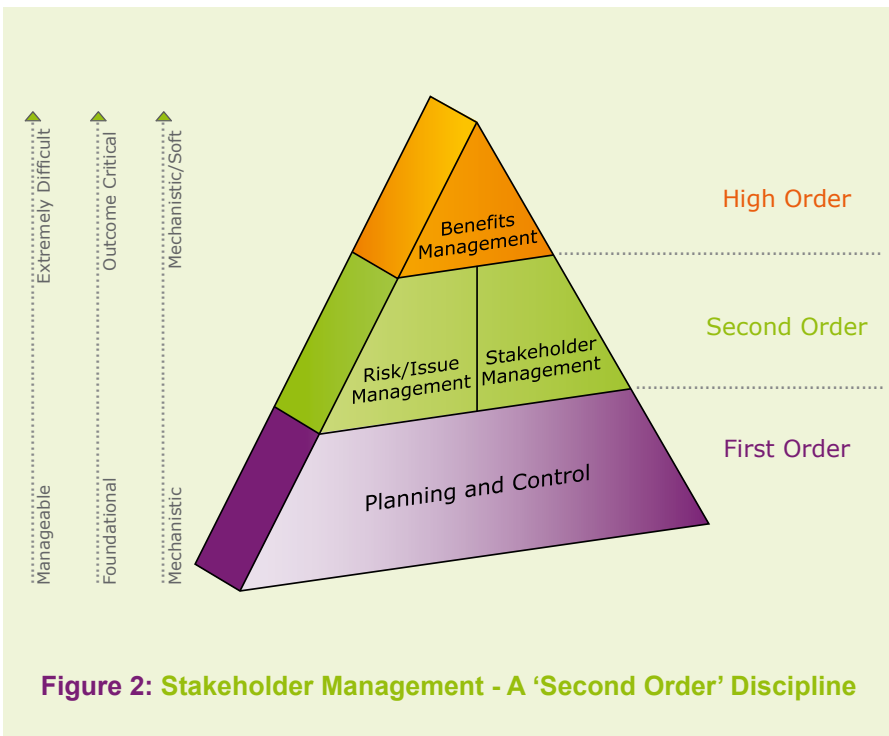 Extremely Difficult
Outcome Critical
Mechanistic/Soft
Manageable
Foundational
Mechanistic
Benefits
Management
Risk/Issue
Management
Stakeholder
Management
Planning and Control
High Order
Second Order
First Order
Figure 2: Stakeholder Management - A ‘Second Order’ Discipline